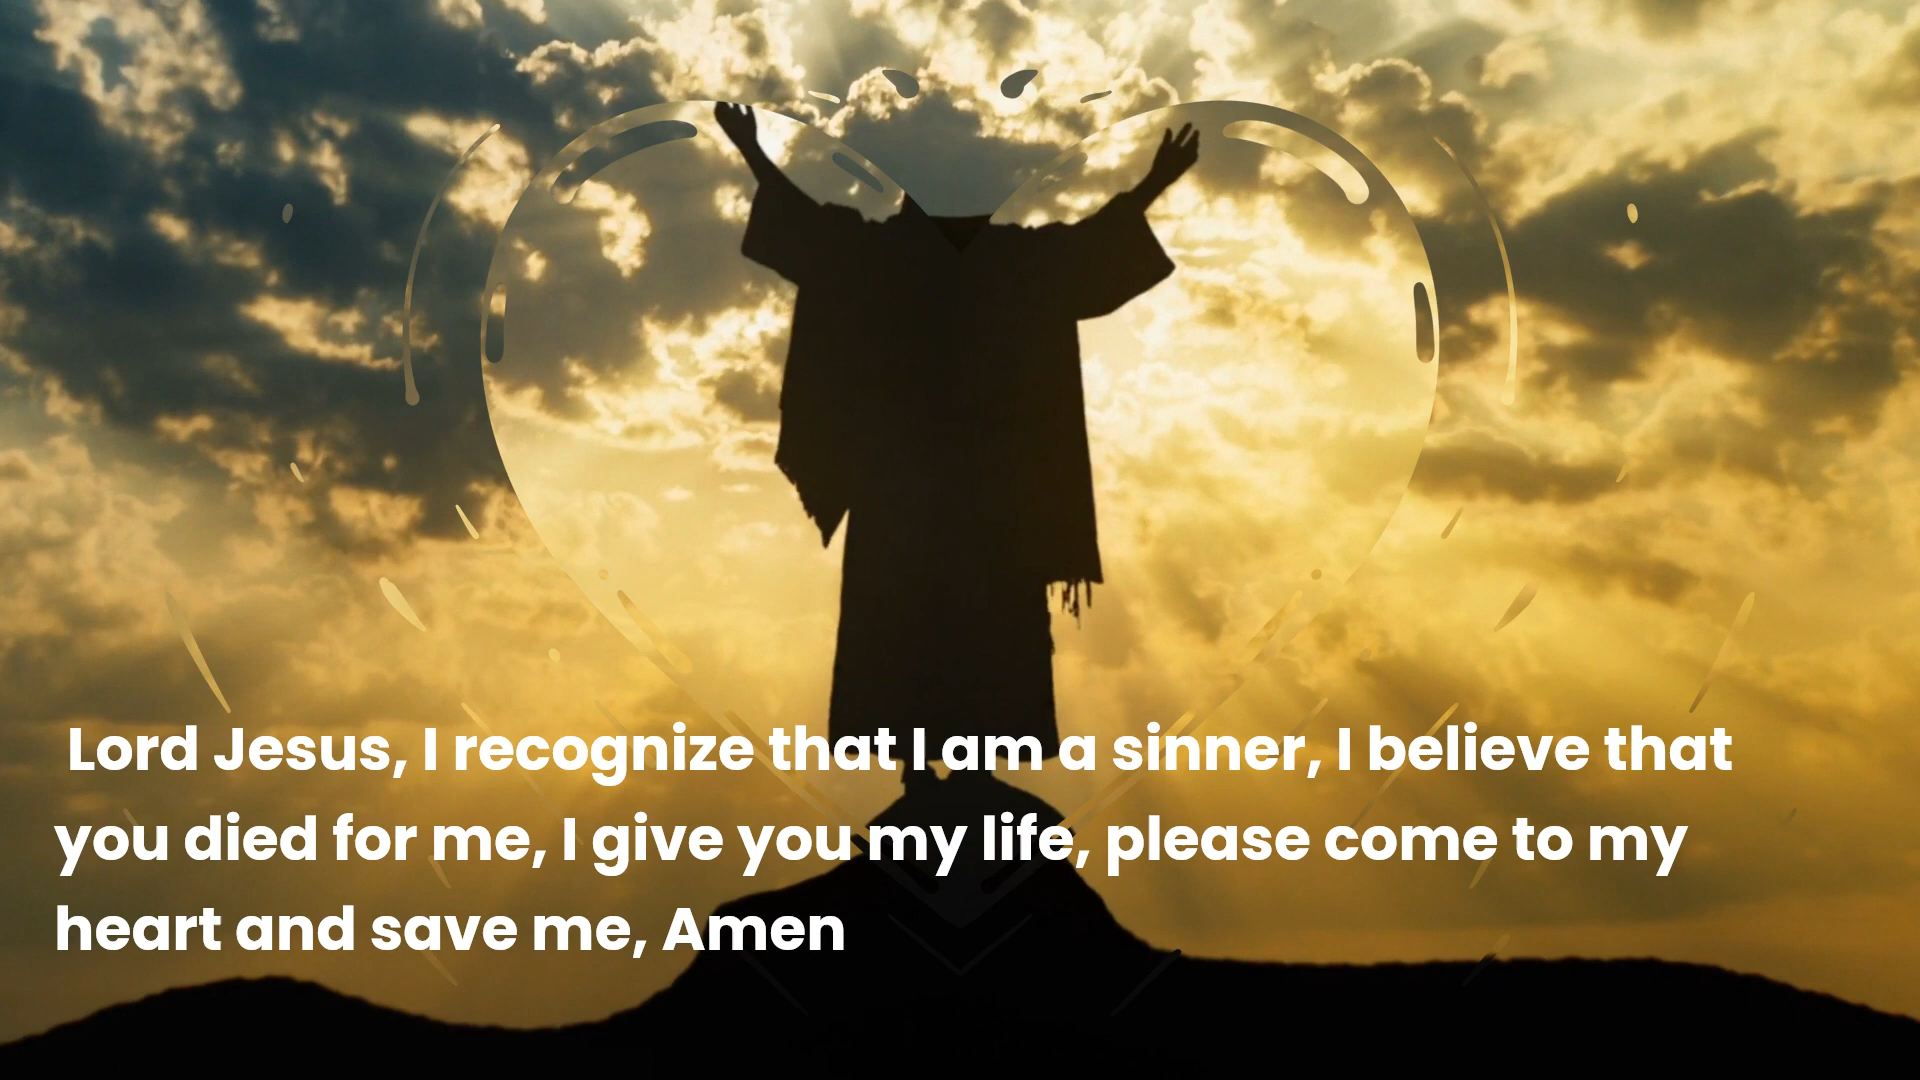 Lord Jesus, I recognize that I am a sinner, I believe that
you died for me, I give you my life, please come to my
heart and save me, Amen